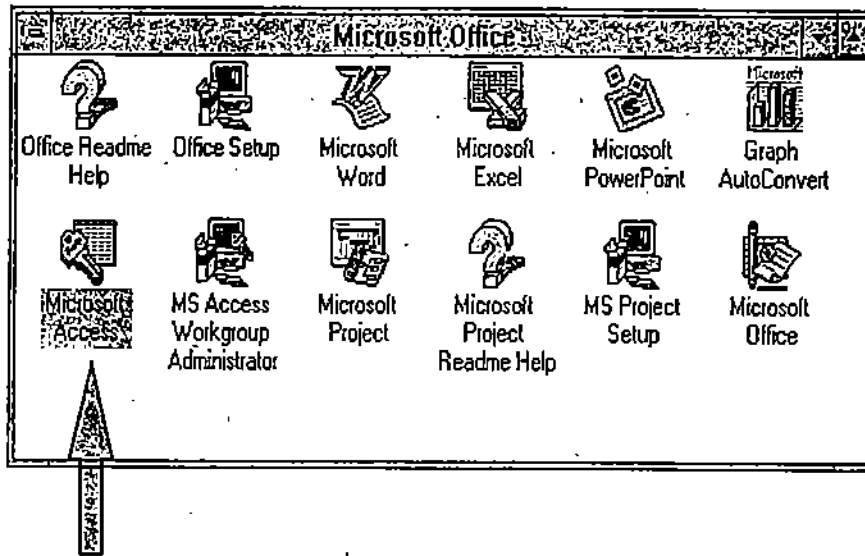 Microsoft Office
Office Readme Help
Office Setup
Microsoft Word
Microsoft Excel
Microsoft PowerPoint
Microsoft
Graph AutoConvert
Microsoft Access
MS Access Workgroup Administrator
Microsoft Project
Microsoft Project Readme Help
MS Project Setup
Microsoft Office